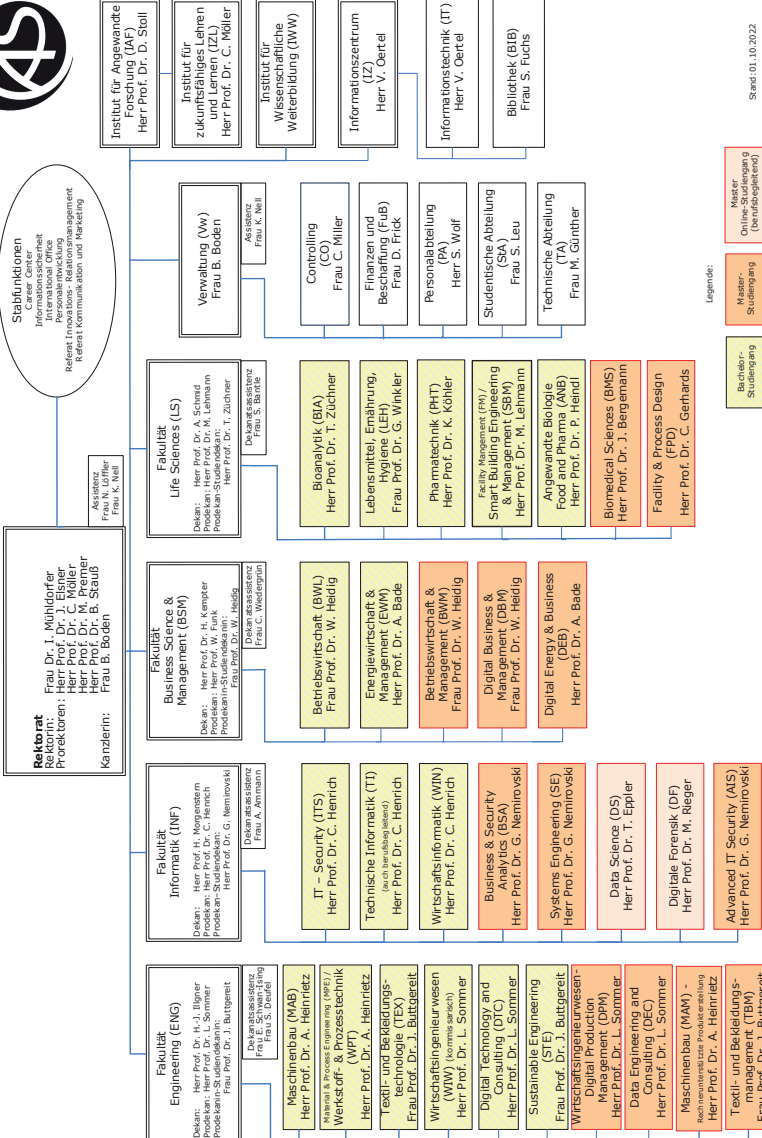 AS
Stabfunktionen
Career Center
Informationssicherheit
International Office
Personalentwicklung
Referat Innovations- Relationsmanagement
Referat Kommunikation und Marketing
Rektorat
Rektorin: Frau Dr. I. Mühldorfer
Prorektoren: Herr Prof. Dr. J. Elsner
Herr Prof. Dr. C. Möller
Herr Prof. Dr. M. Premer
Herr Prof. Dr. B. Stauß
Kanzlerin: Frau B. Boden
Assistenz
Frau N. Löffler
Frau K. Nell
Fakultät
Engineering (ENG)
Dekan: Herr Prof. Dr. H.-J. Illgner
Prodekan: Herr Prof. Dr. L. Sommer
Prodekanin-Studiendekanin:
Frau Prof. Dr. J. Buttgereit
Dekanatsassistenz
Frau E. Schwan-Ising
Frau S. Deufel
Maschinenbau (MAB)
Herr Prof. Dr. A. Heinrietz
Material & Process Engineering (MPE) /
Werkstoff- & Prozesstechnik
(WPT)
Herr Prof. Dr. A. Heinrietz
Textil- und Bekleidungs-
technologie (TEX)
Frau Prof. Dr. J. Buttgereit
Wirtschaftsingenieurwesen
(WIW) (kommissarisch)
Herr Prof. Dr. L. Sommer
Digital Technology and
Consulting (DTC)
Herr Prof. Dr. L. Sommer
Sustainable Engineering
(STE)
Frau Prof. Dr. J. Buttgereit
Wirtschaftsingenieurwesen-
Digital Production
Management (DPM)
Herr Prof. Dr. L. Sommer
Data Engineering and
Consulting (DEC)
Herr Prof. Dr. L. Sommer
Maschinenbau (MAM) -
Rechnerunterstützte Produkterstellung
Herr Prof. Dr. A. Heinrietz
Textil- und Bekleidungs-
management (TBM)
Frau Prof. Dr. J. Buttgereit
Fakultät
Informatik (INF)
Dekan: Herr Prof. H. Morgenstern
Prodekan: Herr Prof. Dr. C. Henrich
Prodekan-Studiendekan:
Herr Prof. Dr. G. Nemirovski
Dekanatsassistenz
Frau A. Ammann
IT – Security (ITS)
Herr Prof. Dr. C. Henrich
Technische Informatik (TI)
(auch berufsbegleitend)
Herr Prof. Dr. C. Henrich
Wirtschaftsinformatik (WIN)
Herr Prof. Dr. C. Henrich
Business & Security
Analytics (BSA)
Herr Prof. Dr. G. Nemirovski
Systems Engineering (SE)
Herr Prof. Dr. G. Nemirovski
Data Science (DS)
Herr Prof. Dr. T. Eppler
Digitale Forensik (DF)
Herr Prof. Dr. M. Rieger
Advanced IT Security (AIS)
Herr Prof. Dr. G. Nemirovski
Fakultät
Business Science &
Management (BSM)
Dekan: Herr Prof. Dr. H. Kempter
Prodekan: Herr Prof. W. Funk
Prodekanin-Studiendekanin:
Frau Prof. Dr. W. Heidig
Dekanatsassistenz
Frau C. Wiedergrün
Betriebswirtschaft (BWL)
Frau Prof. Dr. W. Heidig
Energiewirtschaft &
Management (EWM)
Herr Prof. Dr. A. Bade
Betriebswirtschaft &
Management (BWM)
Frau Prof. Dr. W. Heidig
Digital Business &
Management (DBM)
Frau Prof. Dr. W. Heidig
Digital Energy & Business
(DEB)
Herr Prof. Dr. A. Bade
Fakultät
Life Sciences (LS)
Dekan: Herr Prof. Dr. A. Schmid
Prodekan: Herr Prof. Dr. M. Lehmann
Prodekan-Studiendekan:
Herr Prof. Dr. T. Züchner
Dekanatsassistenz
Frau S. Bantle
Bioanalytik (BIA)
Herr Prof. Dr. T. Züchner
Lebensmittel, Ernährung,
Hygiene (LEH)
Frau Prof. Dr. G. Winkler
Pharmatechnik (PHT)
Herr Prof. Dr. K. Köhler
Facility Mangement (FM) /
Smart Building Engineering
& Management (SBM)
Herr Prof. Dr. M. Lehmann
Angewandte Biologie
Food and Pharma (ANB)
Herr Prof. Dr. P. Heindl
Biomedical Sciences (BMS)
Herr Prof. Dr. J. Bergemann
Facility & Process Design
(FPD)
Herr Prof. Dr. C. Gerhards
Verwaltung (Vw)
Frau B. Boden
Assistenz
Frau K. Nell
Controlling
(CO)
Frau C. Miller
Finanzen und
Beschaffung (FuB)
Frau D. Frick
Personalabteilung
(PA)
Herr S. Wolf
Studentische Abteilung
(StA)
Frau S. Leu
Technische Abteilung
(TA)
Frau M. Günther
Institut für Angewandte
Forschung (IAF)
Herr Prof. Dr. D. Stoll
Institut für
zukunftsfähiges Lehren
und Lernen (IZL)
Herr Prof. Dr. C. Möller
Institut für
Wissenschaftliche
Weiterbildung (IWW)
Informationszentrum
(IZ)
Herr V. Oertel
Informationstechnik (IT)
Herr V. Oertel
Bibliothek (BIB)
Frau S. Fuchs
Legende:
Bachelor-
Studiengang
Master-
Studiengang
Master
Online-Studiengang
(berufsbegleitend)
Stand:01.10.2022